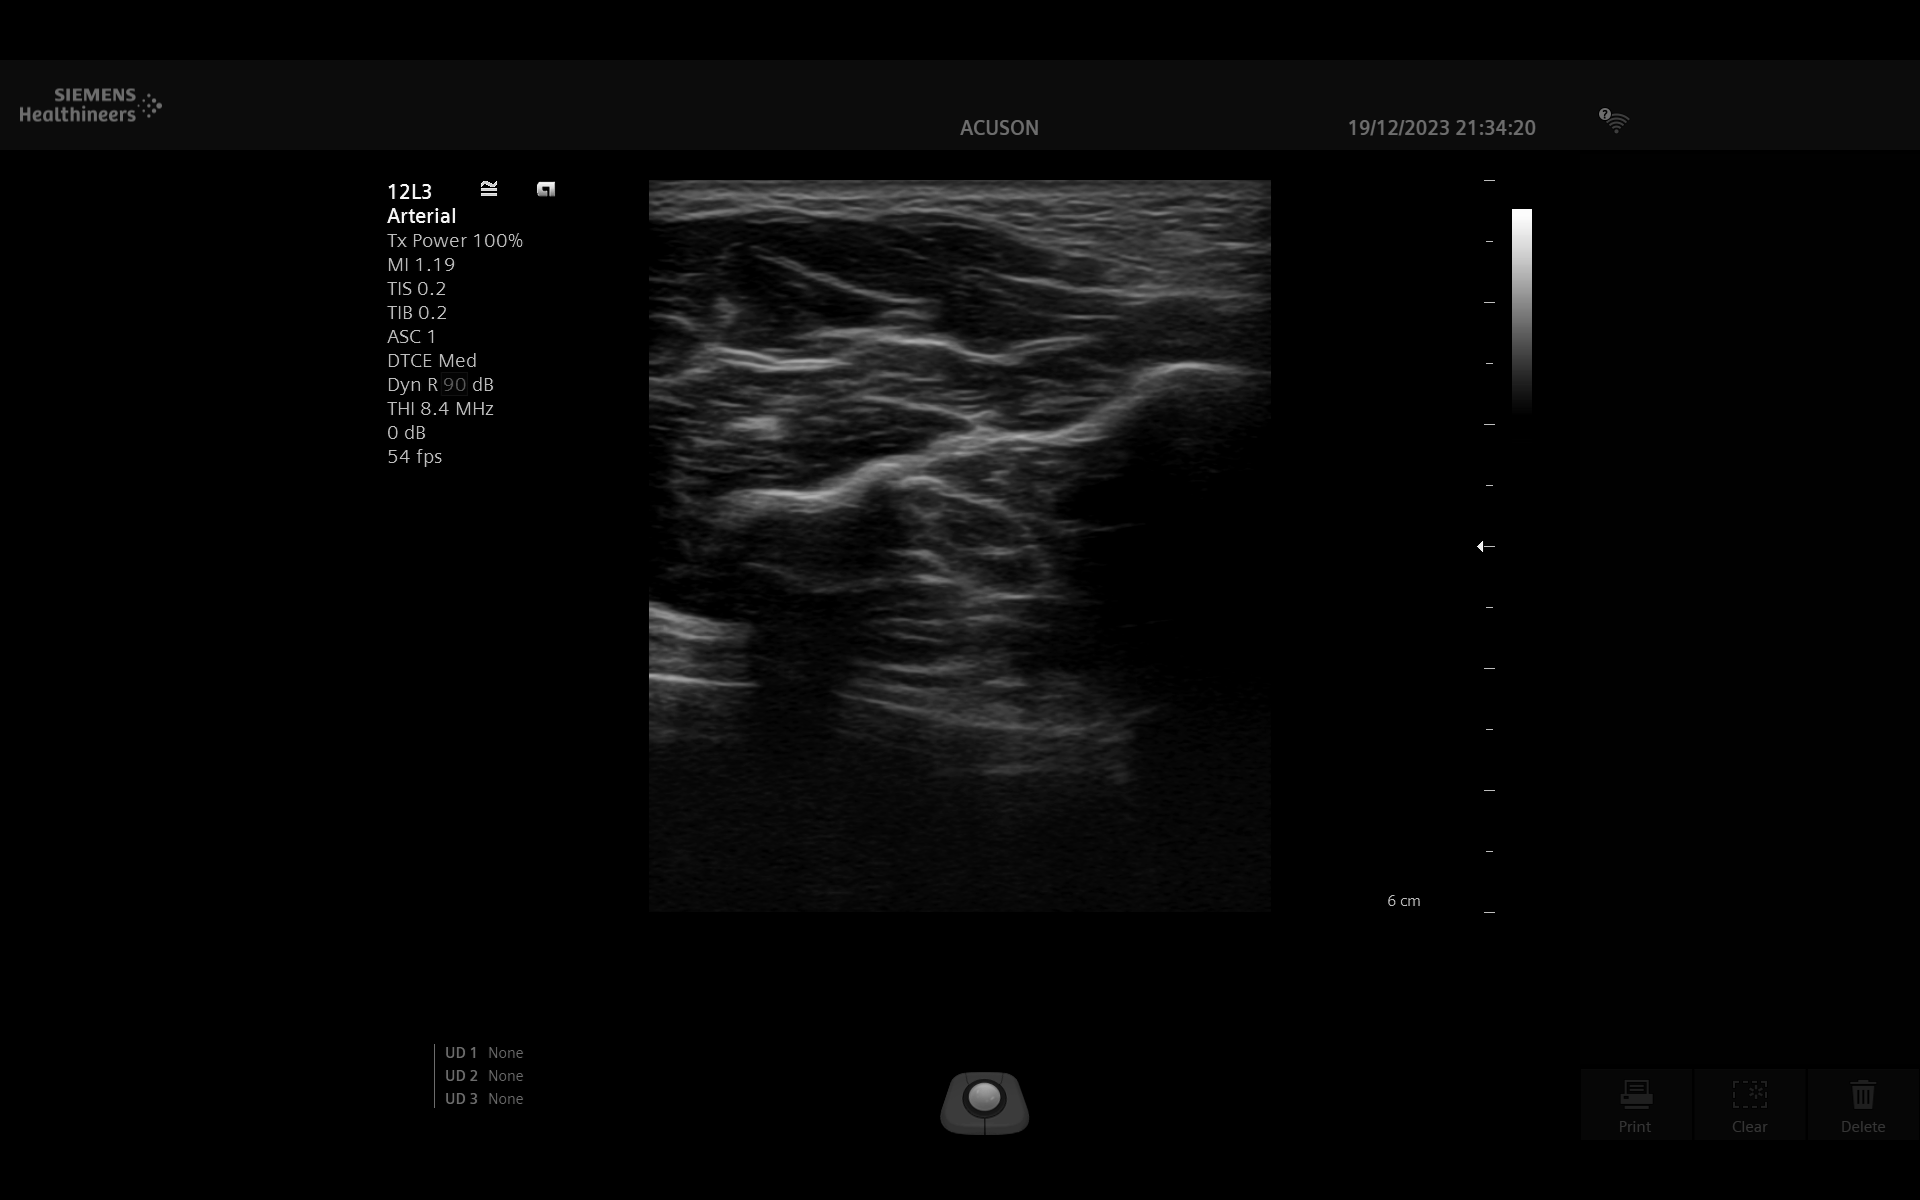 SIEMENS
Healthineers
ACUSON
19/12/2023 21:34:20
12L3
Arterial
Tx Power 100%
MI 1.19
TIS 0.2
TIB 0.2
ASC 1
DTCE Med
Dyn R 90 dB
THI 8.4 MHz
0 dB
54 fps
6 cm
UD 1 None
UD 2 None
UD 3 None
Print
Clear
Delete